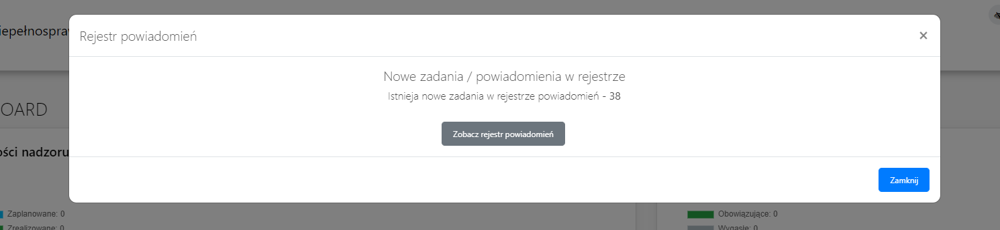 Rejestr powiadomień
×
Nowe zadania / powiadomienia w rejestrze
Istnieja nowe zadania w rejestrze powiadomień - 38
Zobacz rejestr powiadomień
Zamknij
iepełnospraw
OARD
ści nadzoru
Zaplanowane: 0
Zrealizowane: 0
Obowiązujące: 0
Wygasłe: 0